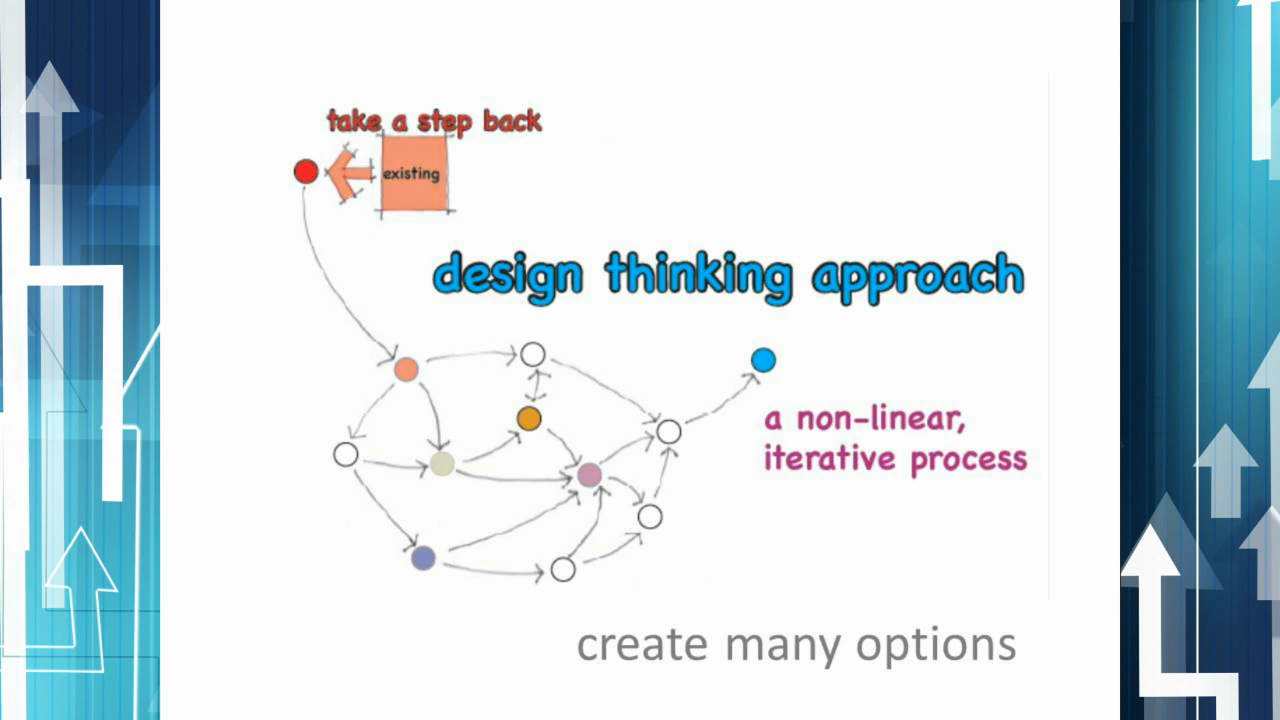 take a step back
existing
design thinking approach
a non-linear,
iterative process
create many options